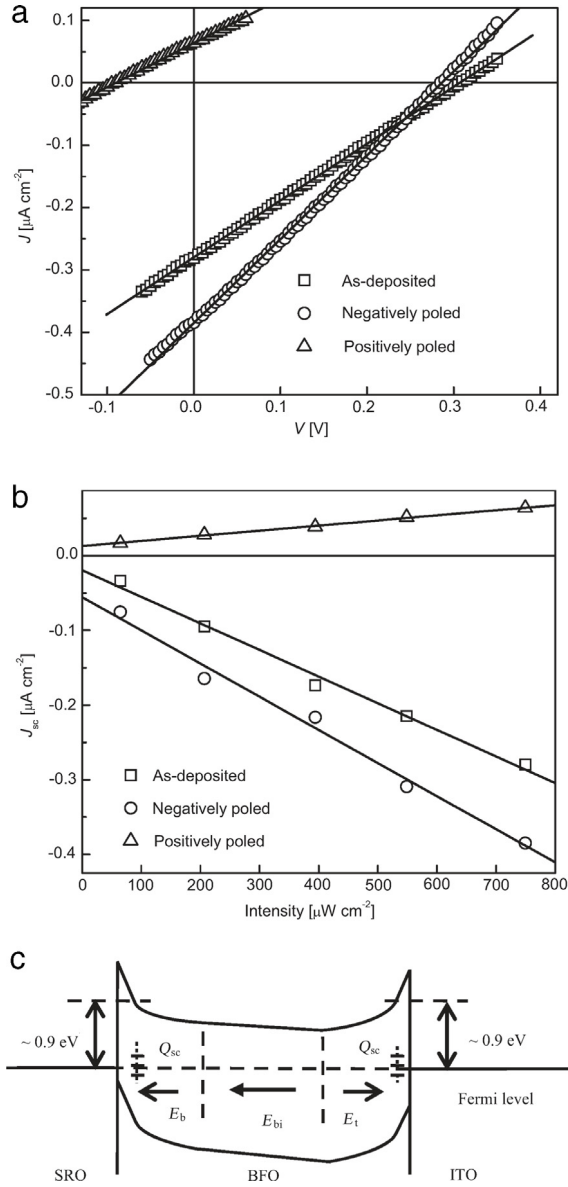 a
0.1
0.0
-0.1
-0.2
-0.3
-0.4
-0.5
J [μA cm⁻²]
As-deposited
Negatively poled
Positively poled
-0.1 0.0 0.1 0.2 0.3 0.4
V [V]
b
0.0
-0.1
-0.2
-0.3
-0.4
Jsc [μA cm⁻²]
As-deposited
Negatively poled
Positively poled
0 100 200 300 400 500 600 700 800
Intensity [μW cm⁻²]
c
~ 0.9 eV
Qsc
Qsc
~ 0.9 eV
Eb
Ebi
Et
Fermi level
SRO BFO ITO